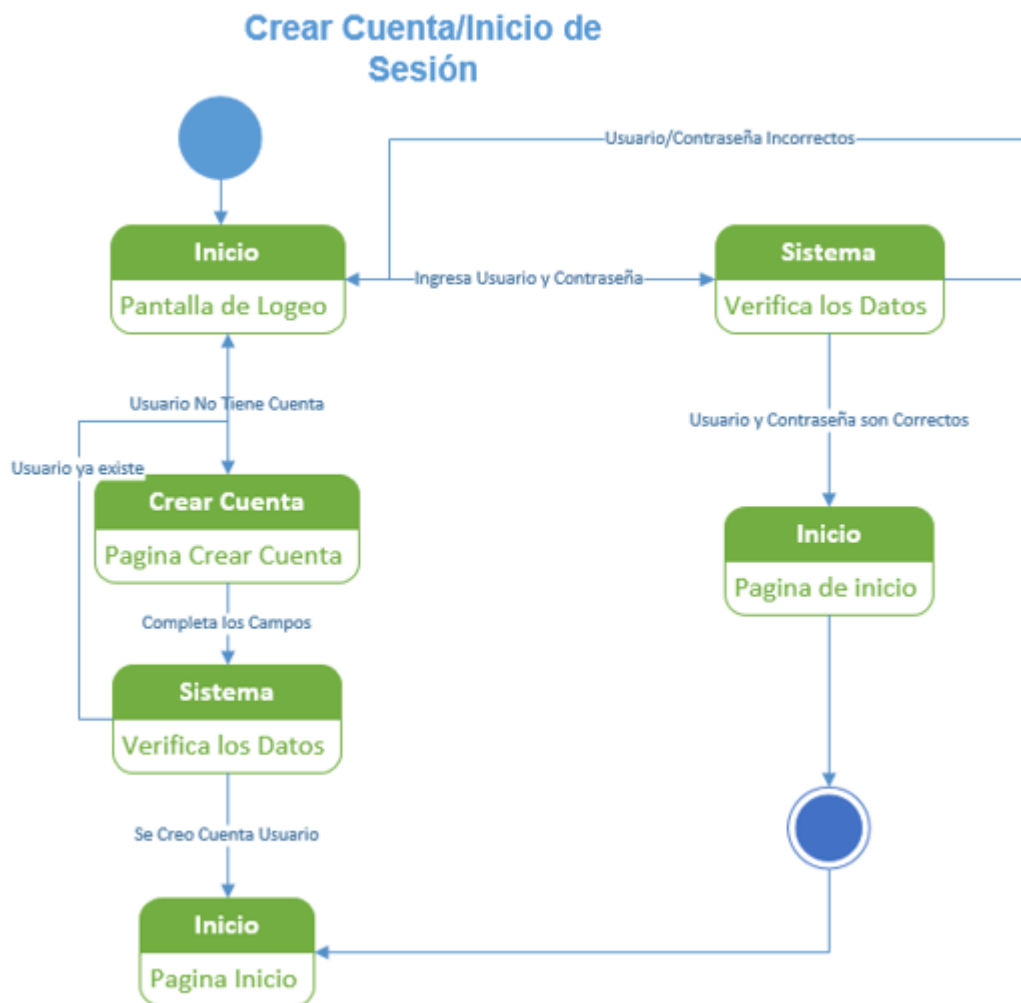 Crear Cuenta/Inicio de
Sesión
Usuario/Contraseña Incorrectos
Inicio
Pantalla de Logeo
Ingresa Usuario y Contraseña
Sistema
Verifica los Datos
Usuario No Tiene Cuenta
Usuario y Contraseña son Correctos
Usuario ya existe
Crear Cuenta
Pagina Crear Cuenta
Inicio
Pagina de inicio
Completa los Campos
Sistema
Verifica los Datos
Se Creo Cuenta Usuario
Inicio
Pagina Inicio